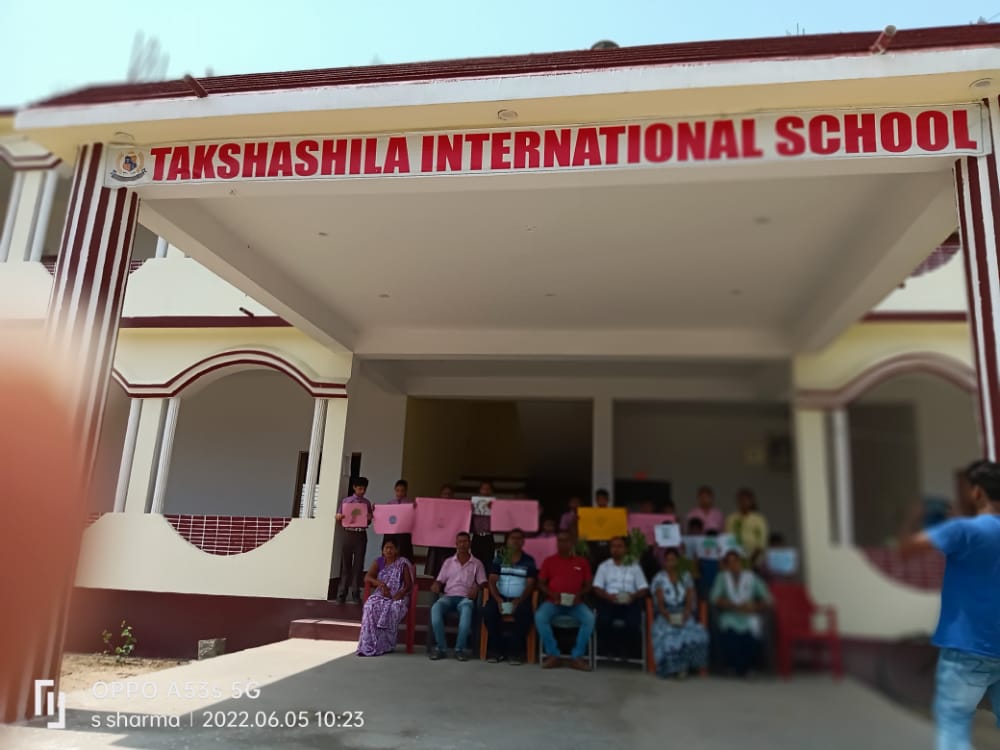 TAKSHASHILA INTERNATIONAL SCHOOL
OPPO A53s 5G
s sharma | 2022.06.05 10:23